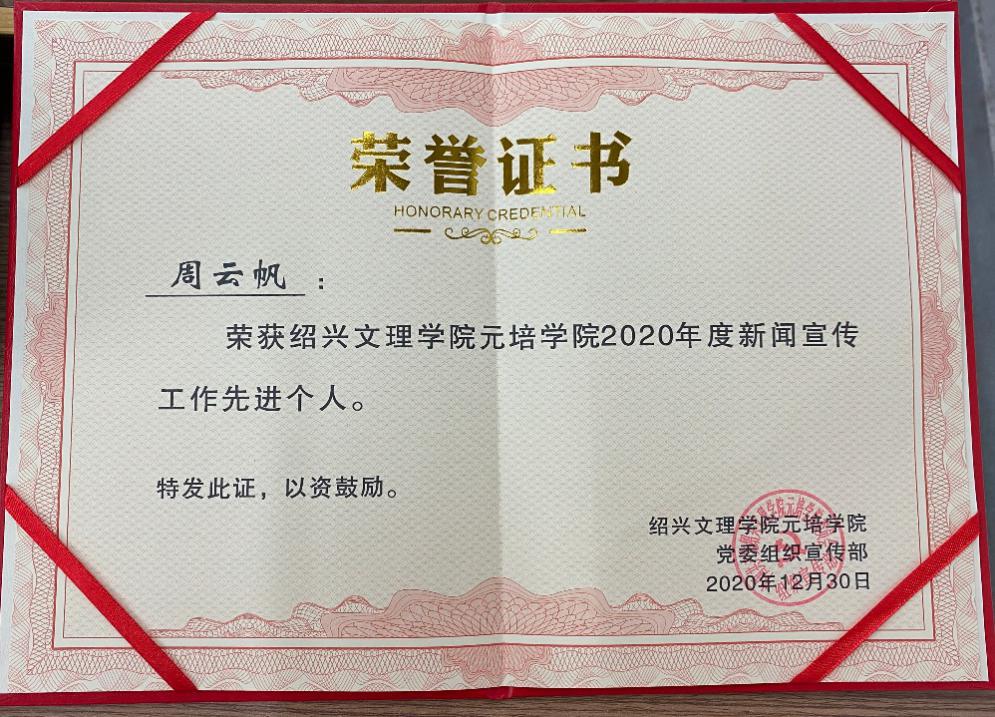 荣誉证书
HONORARY CREDENTIAL
周云帆：
荣获绍兴文理学院元培学院2020年度新闻宣传
工作先进个人。
特发此证，以资鼓励。
绍兴文理学院元培学院
党委组织宣传部
2020年12月30日